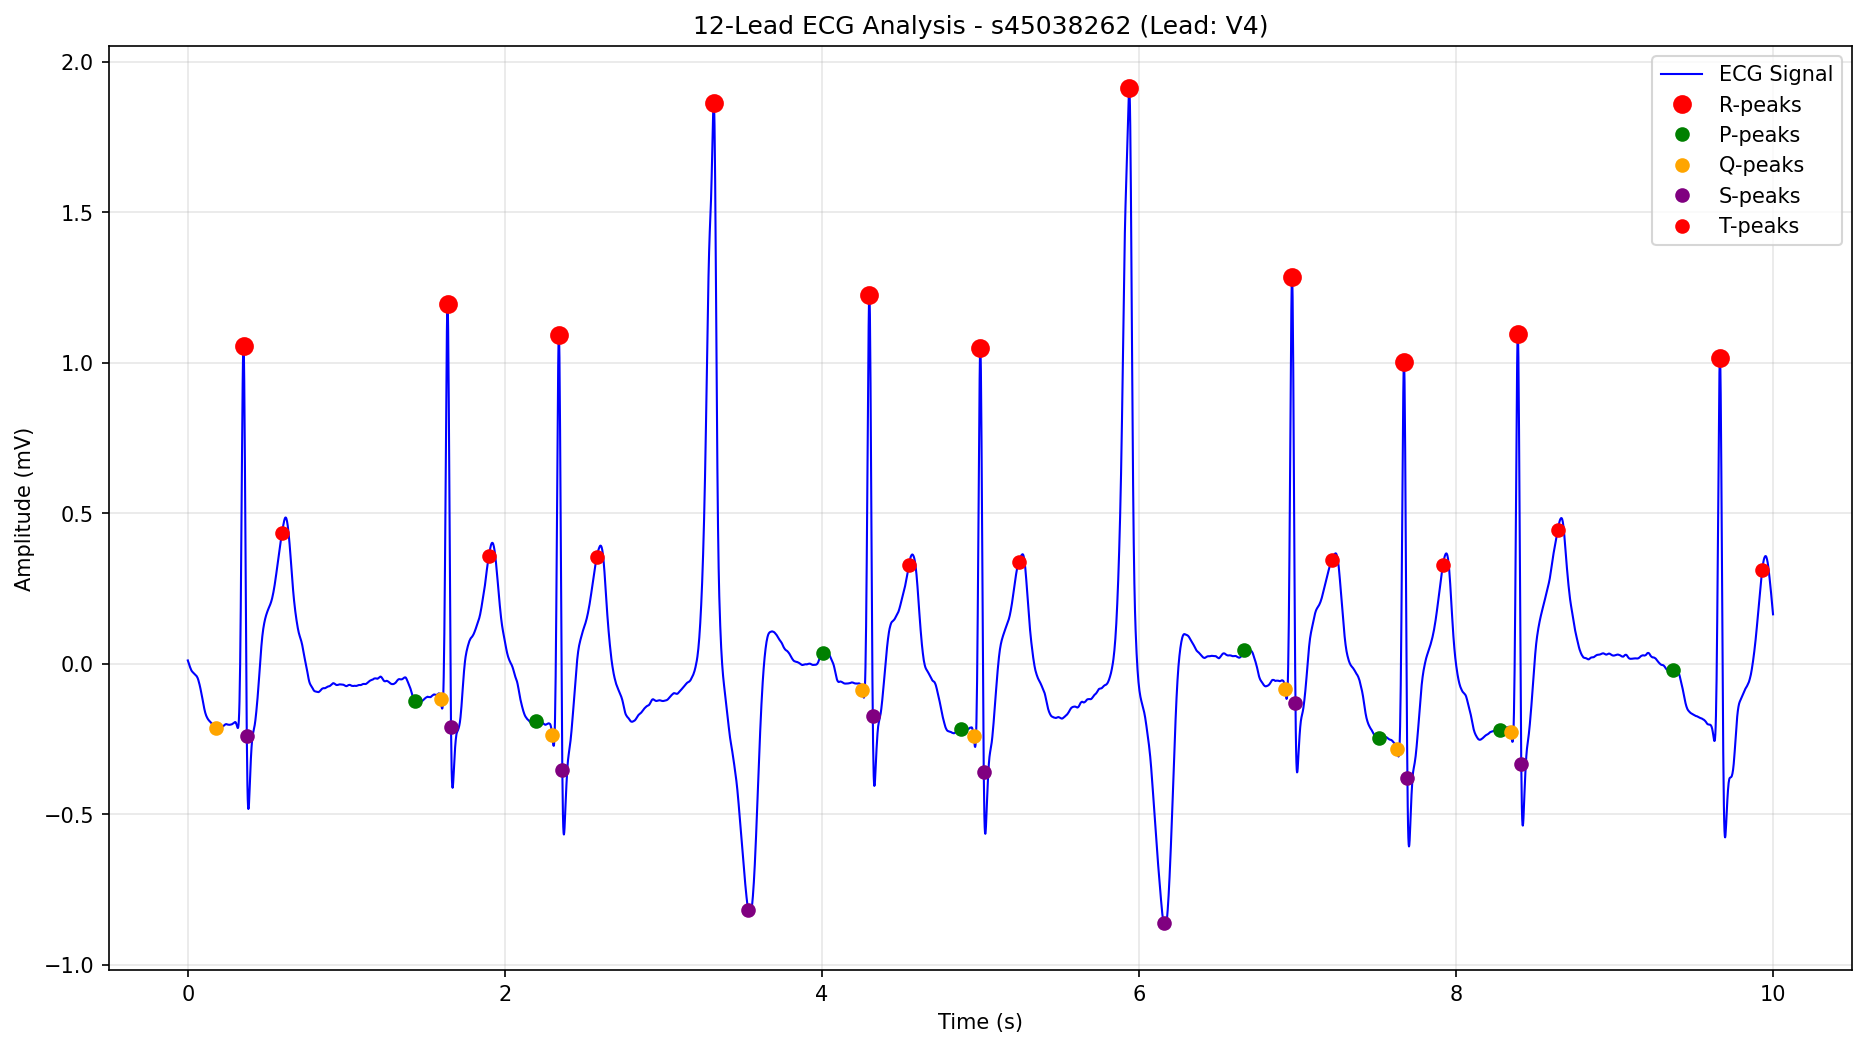 12-Lead ECG Analysis - s45038262 (Lead: V4)
ECG Signal
R-peaks
P-peaks
Q-peaks
S-peaks
T-peaks
Amplitude (mV)
2.0
1.5
1.0
0.5
0.0
−0.5
−1.0
0
2
4
6
8
10
Time (s)